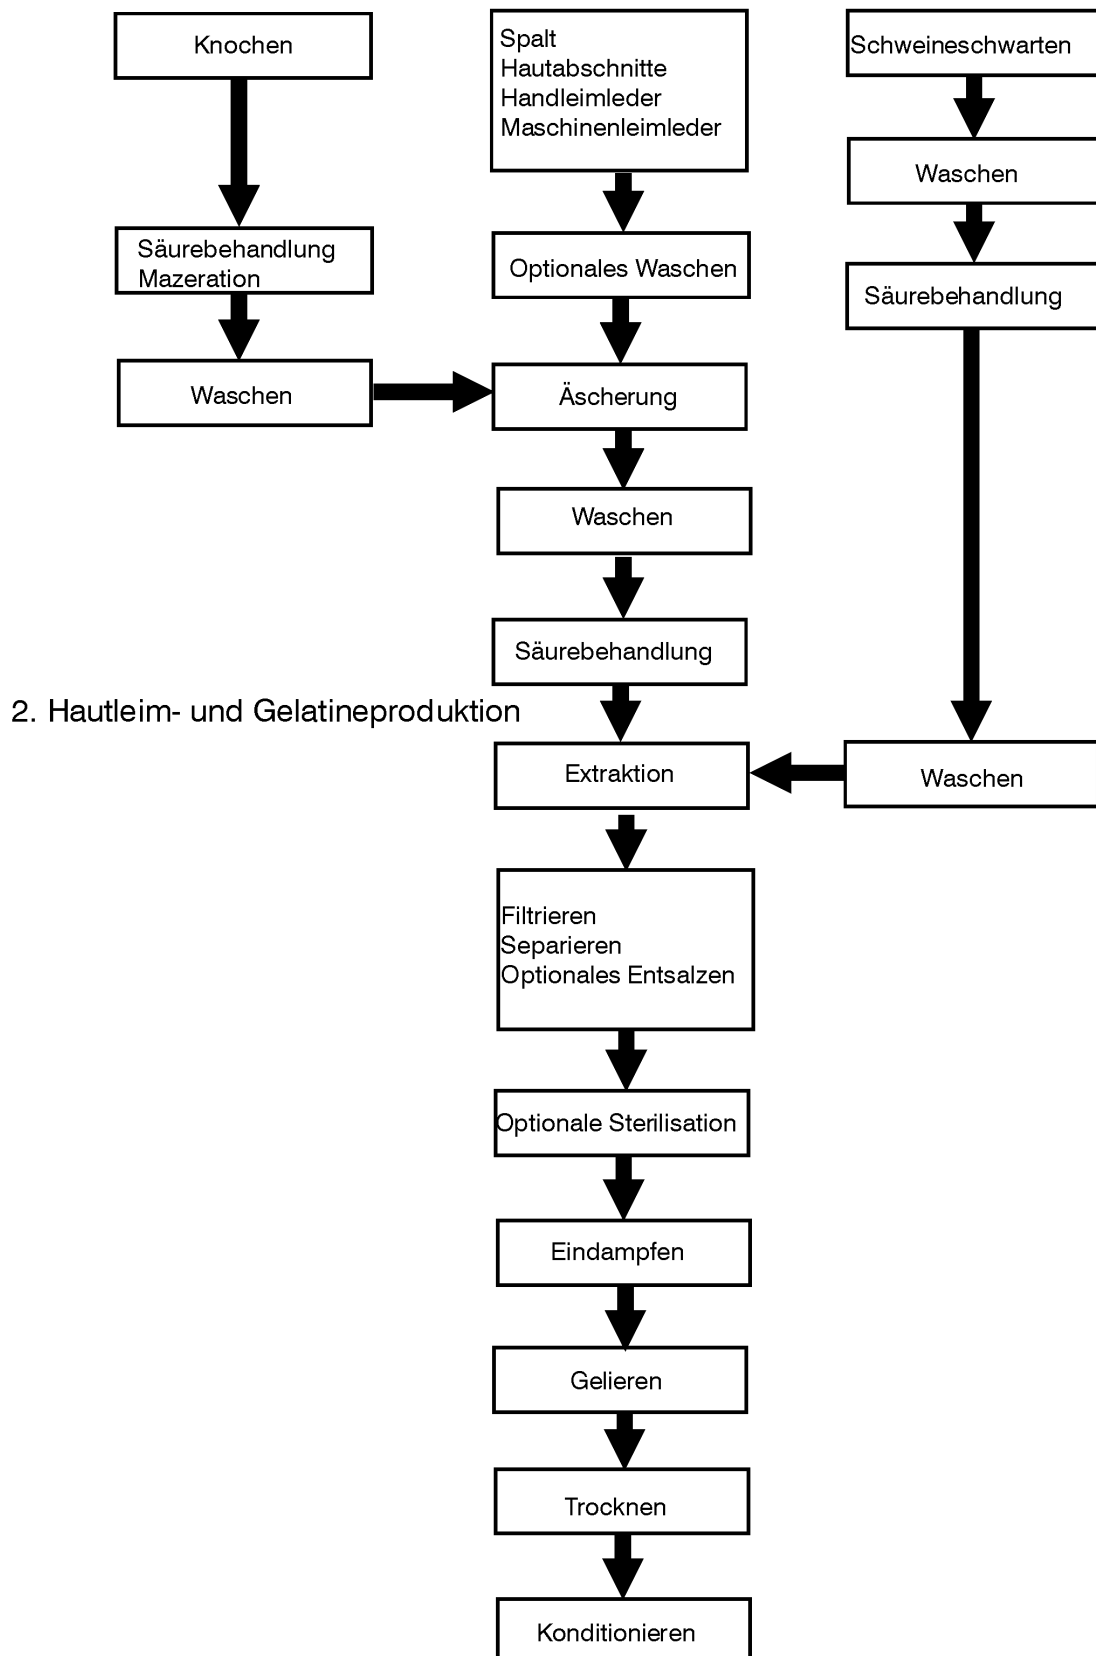 Knochen
Spalt
Hautabschnitte
Handleimleder
Maschinenleimleder
Schweineschwarten
Waschen
Säurebehandlung
Mazeration
Optionales Waschen
Säurebehandlung
Waschen
Äscherung
Waschen
Säurebehandlung
2. Hautleim- und Gelatineproduktion
Extraktion
Waschen
Filtrieren
Separieren
Optionales Entsalzen
Optionale Sterilisation
Eindampfen
Gelieren
Trocknen
Konditionieren